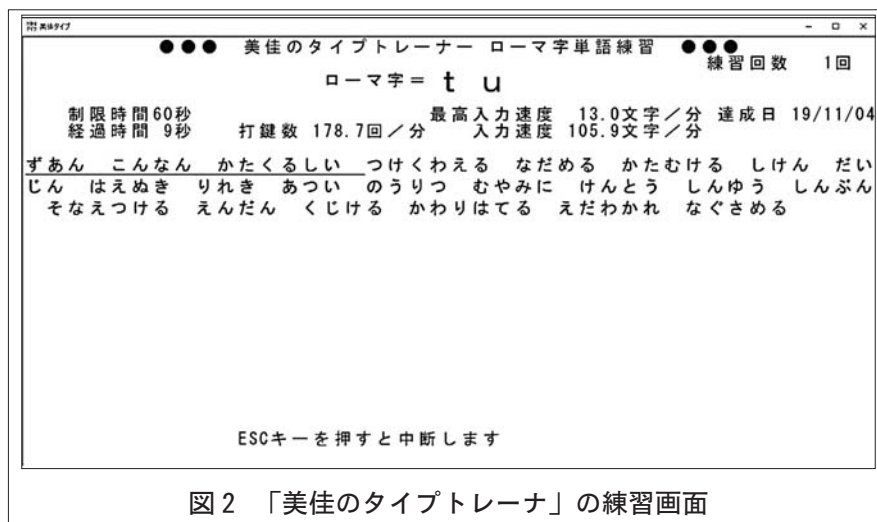 美佳タイプ
●●● 美佳のタイプトレーナー ローマ字単語練習 ●●●
練習回数 1回
ローマ字= t u
制限時間60秒 最高入力速度 13.0文字/分 達成日 19/11/04
経過時間 9秒 打鍵数 178.7回/分 入力速度 105.9文字/分
ずあん こんなん かたくるしい つけくわえる なだめる かたむける しけん だい
じん はえぬき りれき あつい のうりつ むやみに けんとう しんゆう しんぶん
そなえつける えんだん くじける かわりはてる えだわかれ なぐさめる
ESCキーを押すと中断します
図2 「美佳のタイプトレーナ」の練習画面